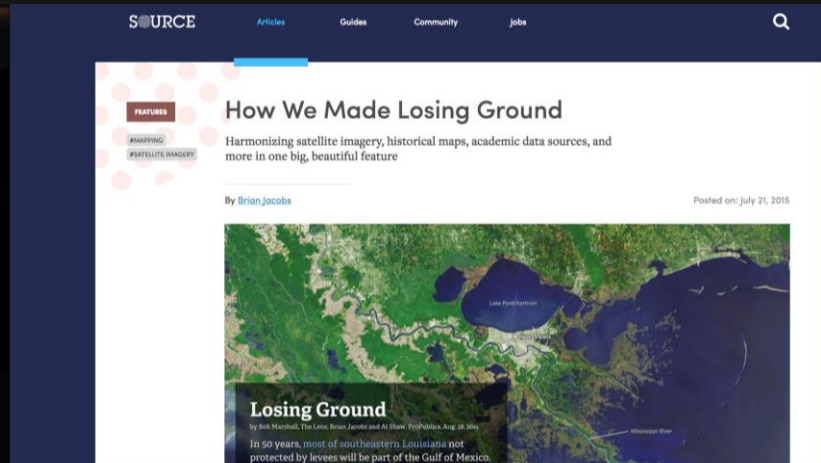 SOURCE
Articles
Guides
Community
Jobs
FEATURES
#MAPPING
#SATELLITE IMAGERY
How We Made Losing Ground
Harmonizing satellite imagery, historical maps, academic data sources, and
more in one big, beautiful feature
By Brian Jacobs
Posted on: July 21, 2015
Lake Pontchartrain
Mississippi River
Losing Ground
by Bob Marshall, The Lens, Brian Jacobs and Al Shaw, ProPublica, Aug. 28, 2014
In 50 years, most of southeastern Louisiana not
protected by levees will be part of the Gulf of Mexico.